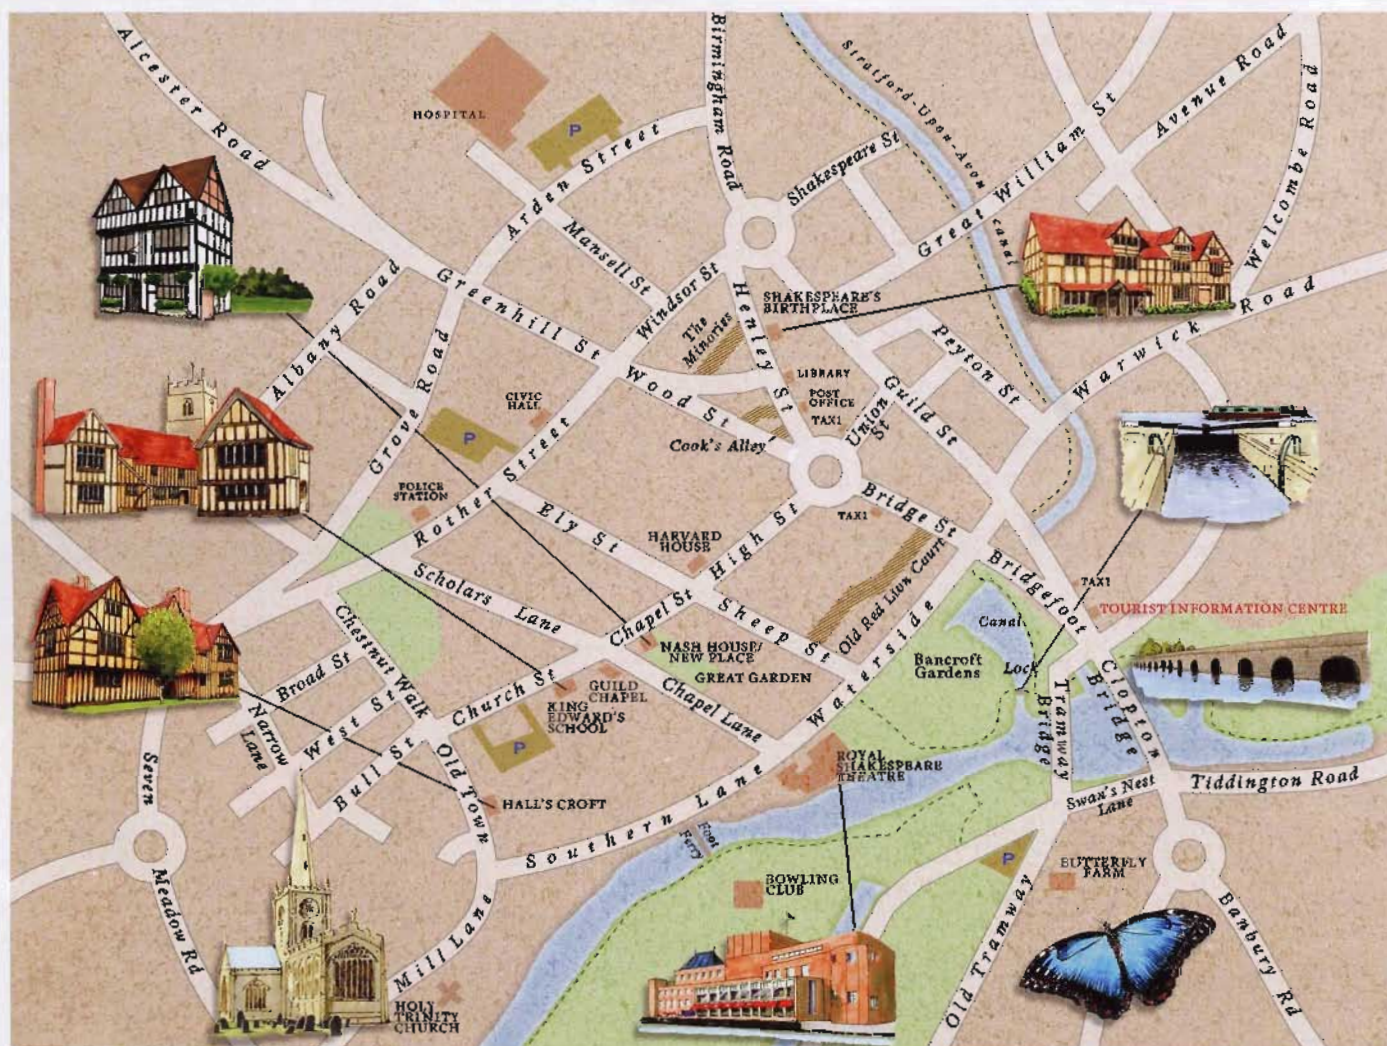 Alcester Road
HOSPITAL
P
Arden Street
Birmingham Road
Stratford-Upon-Avon
canal
Shakespeare St
Great William St
Avenue Road
Welcombe Road
Mansell St
Windsor St
Greenhill St
Albany Road
Grove Road
The
Minories
Henley St
SHAKESPEARE'S
BIRTHPLACE
LIBRARY
POST
OFFICE
TAXI
Peyton St
Warwick Road
Guild St
Union
St
Wood St
Cook's Alley
CIVIC
HALL
P
POLICE
STATION
Rother Street
Ely St
HARVARD
HOUSE
High St
TAXI
Bridge St
Old Red Lion Court
Bridgefoot
TAXI
TOURIST INFORMATION CENTRE
Scholars Lane
Chapel St
Sheep St
Waterside
Canal
Bancroft
Gardens
Lock
Tramway
Bridge
Clopton
Bridge
NASH HOUSE/
NEW PLACE
GREAT GARDEN
Chestnut Walk
Broad St
Narrow
Lane
West St
Bull St
Church St
GUILD
CHAPEL
KING
EDWARD'S
SCHOOL
P
Chapel Lane
Old Town
HALL'S CROFT
ROYAL
SHAKESPEARE
THEATRE
Southern Lane
Foot
Ferry
Swan's Nest
Lane
Tiddington Road
Seven
Meadow Rd
Mill Lane
HOLY
TRINITY
CHURCH
BOWLING
CLUB
P
BUTTERFLY
FARM
Old Tramway
Banbury Rd